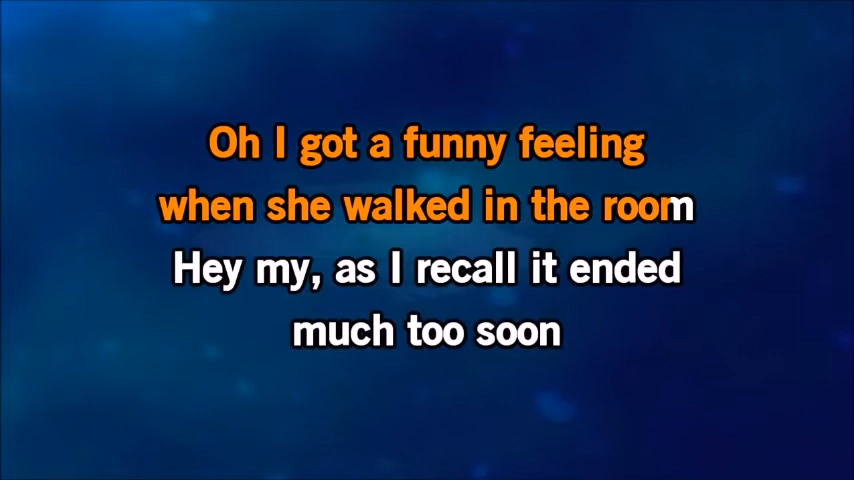 Oh I got a funny feeling
when she walked in the room
Hey my, as I recall it ended
much too soon